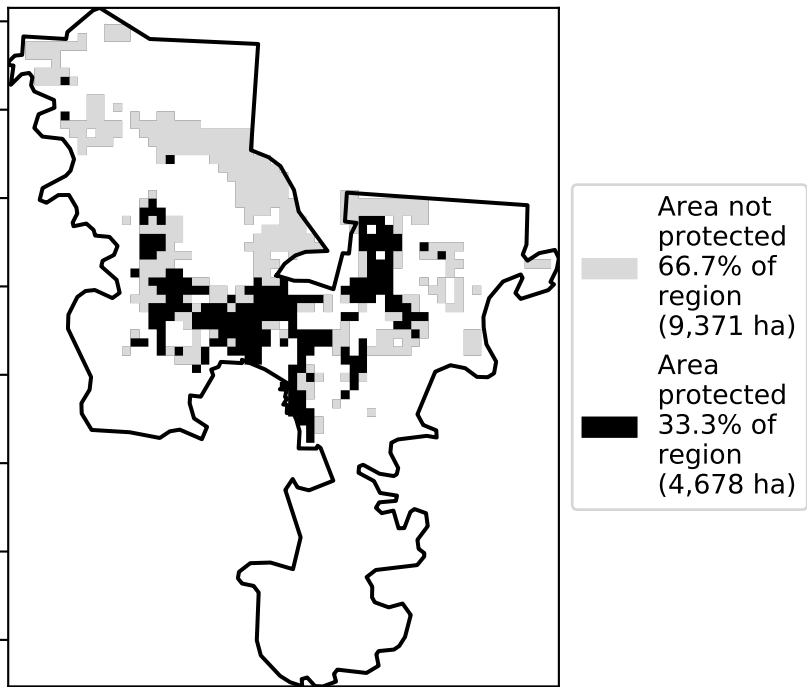 Area not
protected
66.7% of
region
(9,371 ha)
Area
protected
33.3% of
region
(4,678 ha)